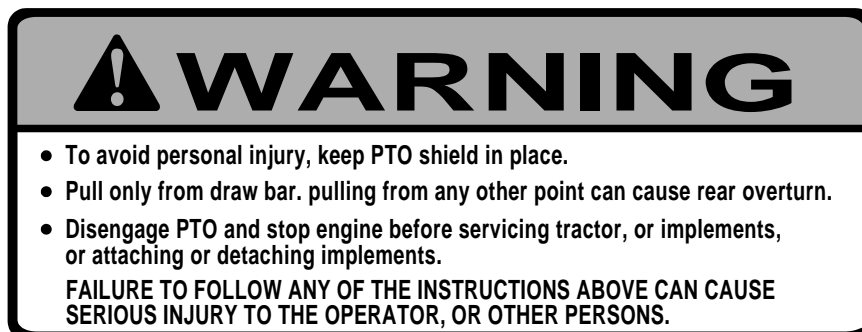 WARNING
• To avoid personal injury, keep PTO shield in place.
• Pull only from draw bar. pulling from any other point can cause rear overturn.
• Disengage PTO and stop engine before servicing tractor, or implements,
or attaching or detaching implements.
FAILURE TO FOLLOW ANY OF THE INSTRUCTIONS ABOVE CAN CAUSE
SERIOUS INJURY TO THE OPERATOR, OR OTHER PERSONS.